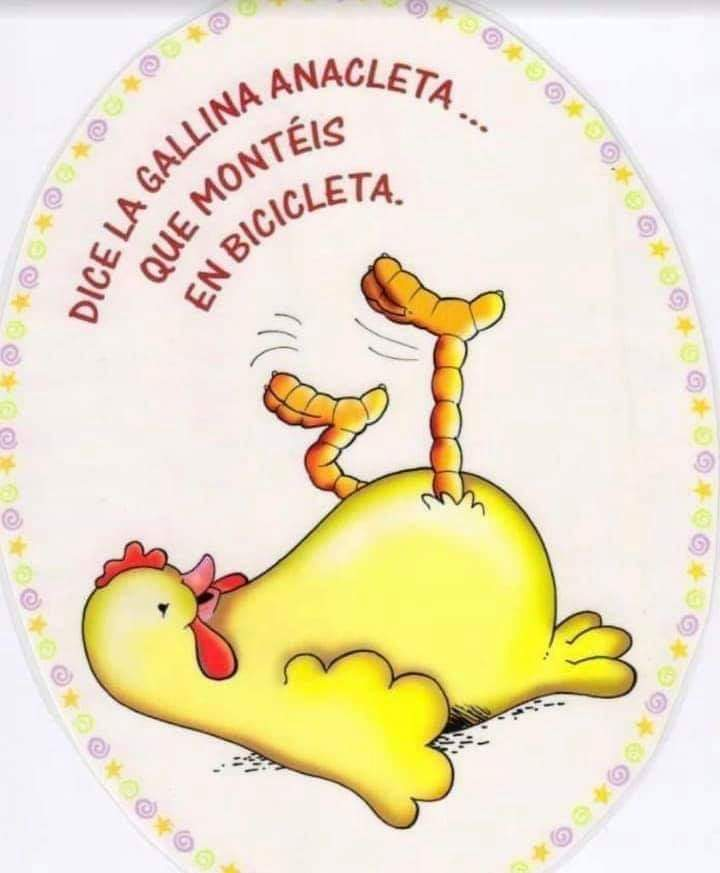 DICE LA GALLINA ANACLETA...
QUE MONTÉIS
EN BICICLETA.